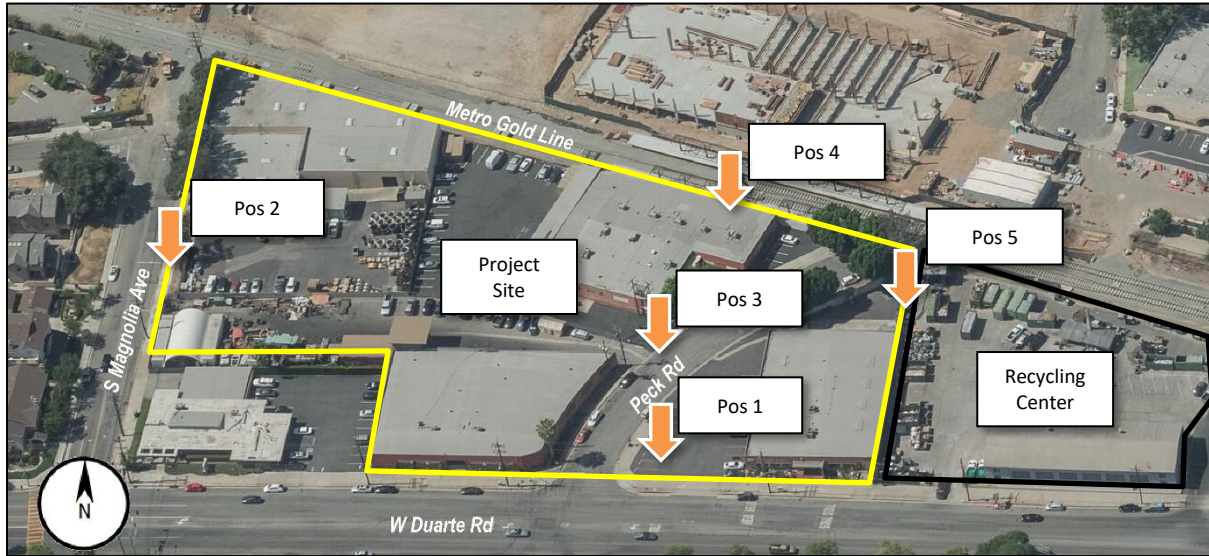 Metro Gold Line
Pos 4
Pos 2
Pos 5
Project
Site
Pos 3
S Magnolia Ave
Peck Rd
Recycling
Center
Pos 1
N
W Duarte Rd